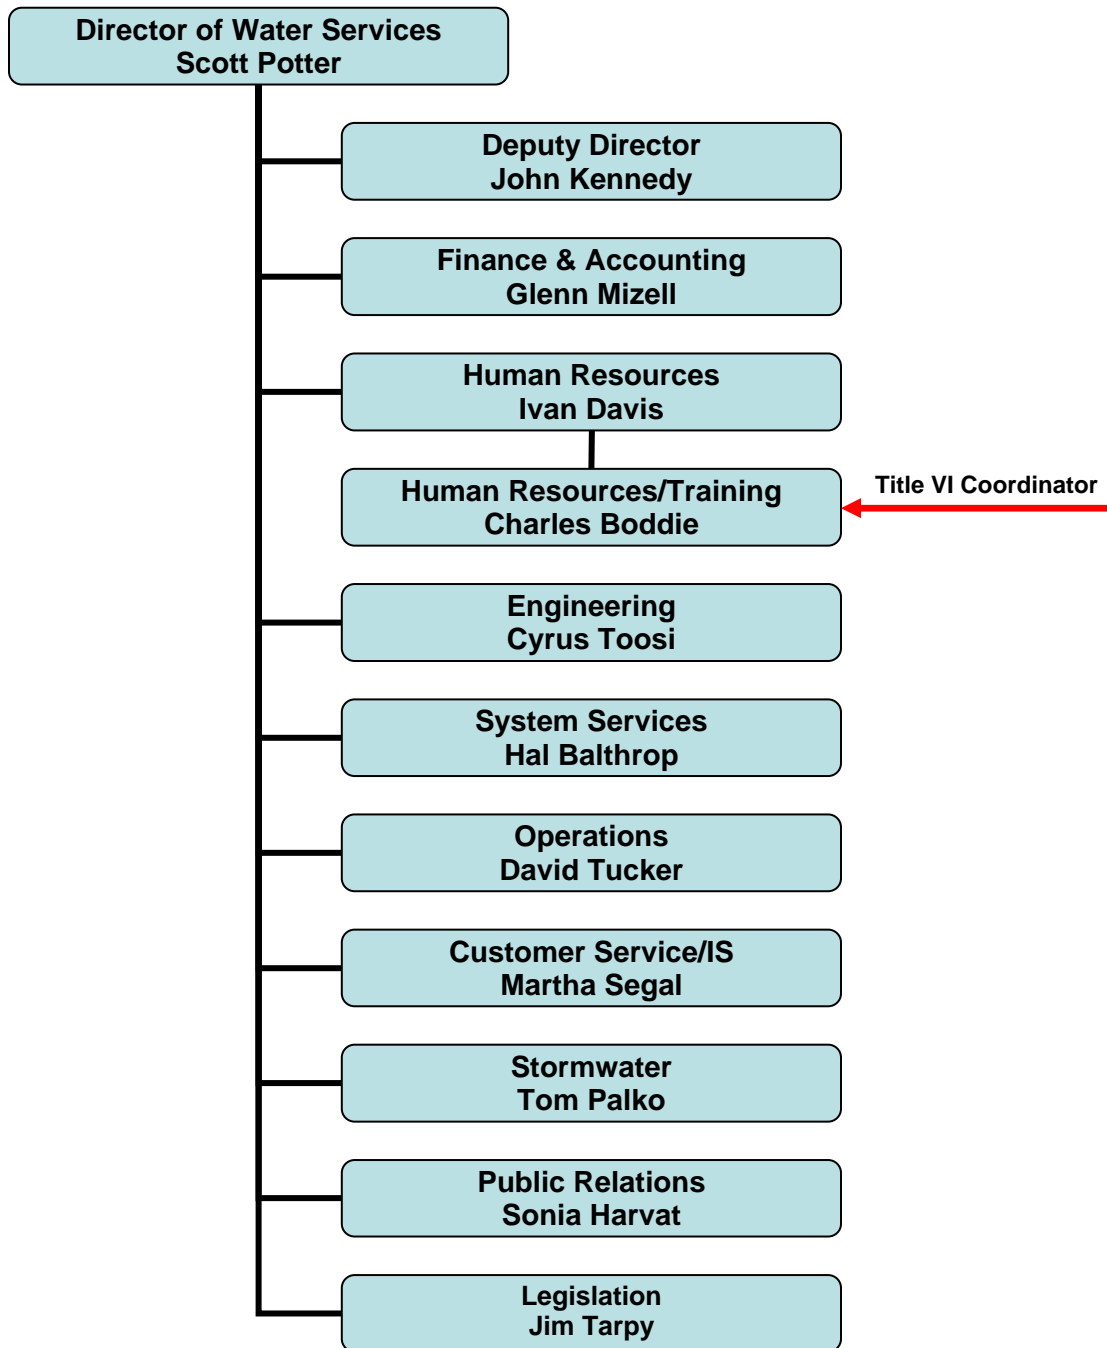 Director of Water Services
Scott Potter
Deputy Director
John Kennedy
Finance & Accounting
Glenn Mizell
Human Resources
Ivan Davis
Human Resources/Training
Charles Boddie
Title VI Coordinator
Engineering
Cyrus Toosi
System Services
Hal Balthrop
Operations
David Tucker
Customer Service/IS
Martha Segal
Stormwater
Tom Palko
Public Relations
Sonia Harvat
Legislation
Jim Tarpy